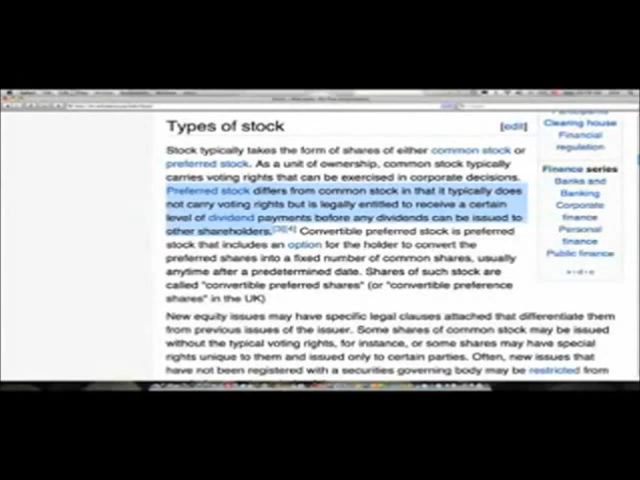 Types of stock
[edit]
Stock typically takes the form of shares of either common stock or
preferred stock. As a unit of ownership, common stock typically
carries voting rights that can be exercised in corporate decisions.
Preferred stock differs from common stock in that it typically does
not carry voting rights but is legally entitled to receive a certain
level of dividend payments before any dividends can be issued to
other shareholders.[3][4] Convertible preferred stock is preferred
stock that includes an option for the holder to convert the
preferred shares into a fixed number of common shares, usually
anytime after a predetermined date. Shares of such stock are
called "convertible preferred shares" (or "convertible preference
shares" in the UK)
New equity issues may have specific legal clauses attached that differentiate them
from previous issues of the issuer. Some shares of common stock may be issued
without the typical voting rights, for instance, or some shares may have special
rights unique to them and issued only to certain parties. Often, new issues that
have not been registered with a securities governing body may be restricted from
Clearing house
Financial
regulation
Finance series
Banks and
Banking
Corporate
finance
Personal
finance
Public finance
v·d·e